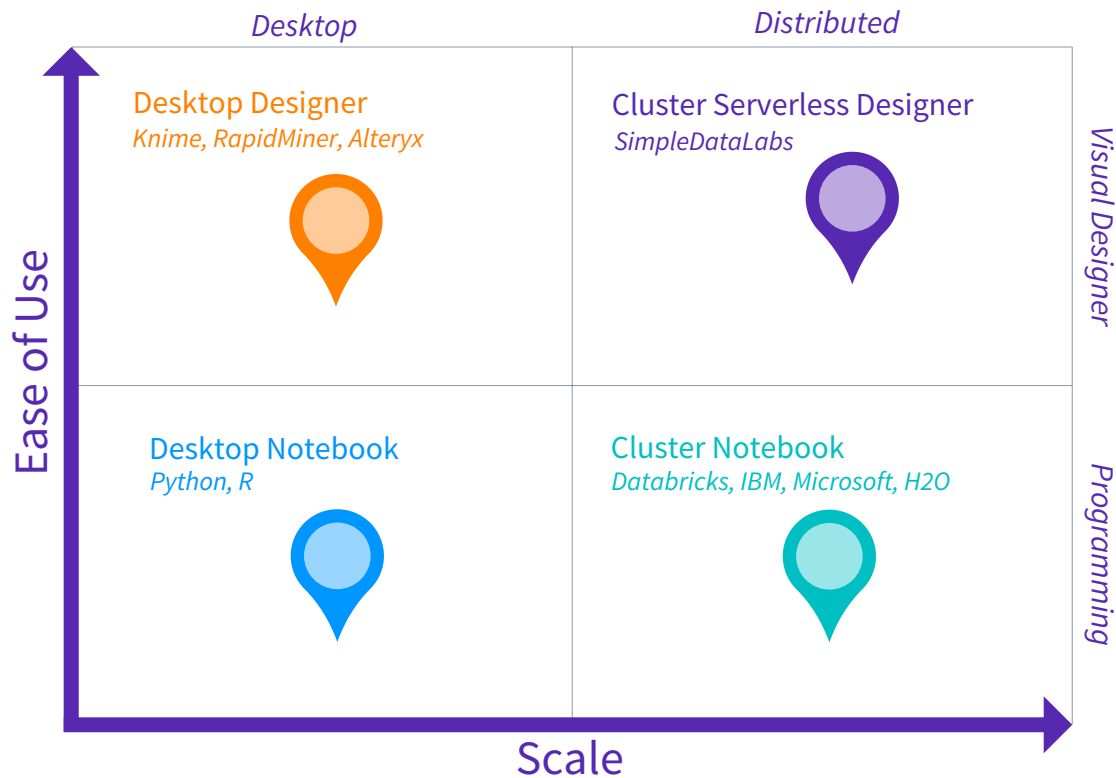 Desktop
Distributed
Desktop Designer
Knime, RapidMiner, Alteryx
Cluster Serverless Designer
SimpleDataLabs
Visual Designer
Ease of Use
Desktop Notebook
Python, R
Cluster Notebook
Databricks, IBM, Microsoft, H2O
Programming
Scale